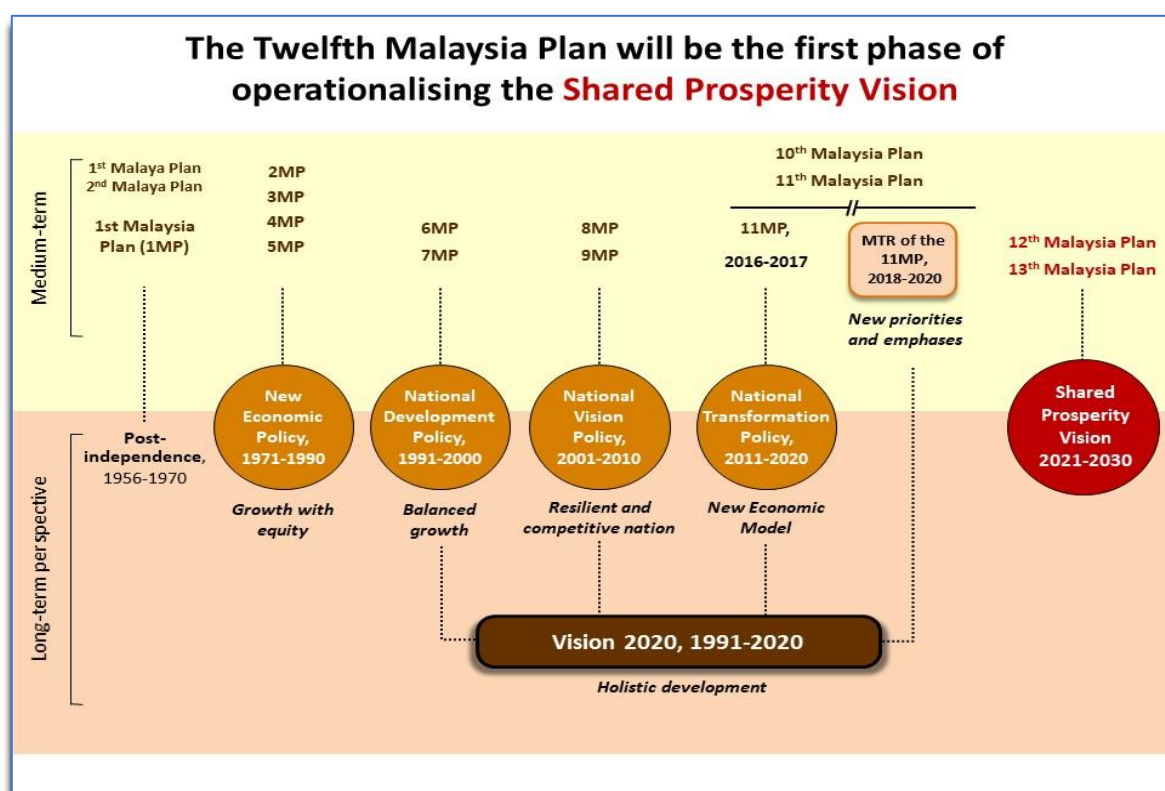 The Twelfth Malaysia Plan will be the first phase of
operationalising the Shared Prosperity Vision
Medium-term
1st Malaya Plan
2nd Malaya Plan
1st Malaysia
Plan (1MP)
2MP
3MP
4MP
5MP
6MP
7MP
8MP
9MP
10th Malaysia Plan
11th Malaysia Plan
11MP,
2016-2017
MTR of the
11MP,
2018-2020
New priorities
and emphases
12th Malaysia Plan
13th Malaysia Plan
Long-term perspective
Post-
independence,
1956-1970
New
Economic
Policy,
1971-1990
Growth with
equity
National
Development
Policy,
1991-2000
Balanced
growth
National
Vision
Policy,
2001-2010
Resilient and
competitive nation
National
Transformation
Policy,
2011-2020
New Economic
Model
Shared
Prosperity
Vision
2021-2030
Vision 2020, 1991-2020
Holistic development